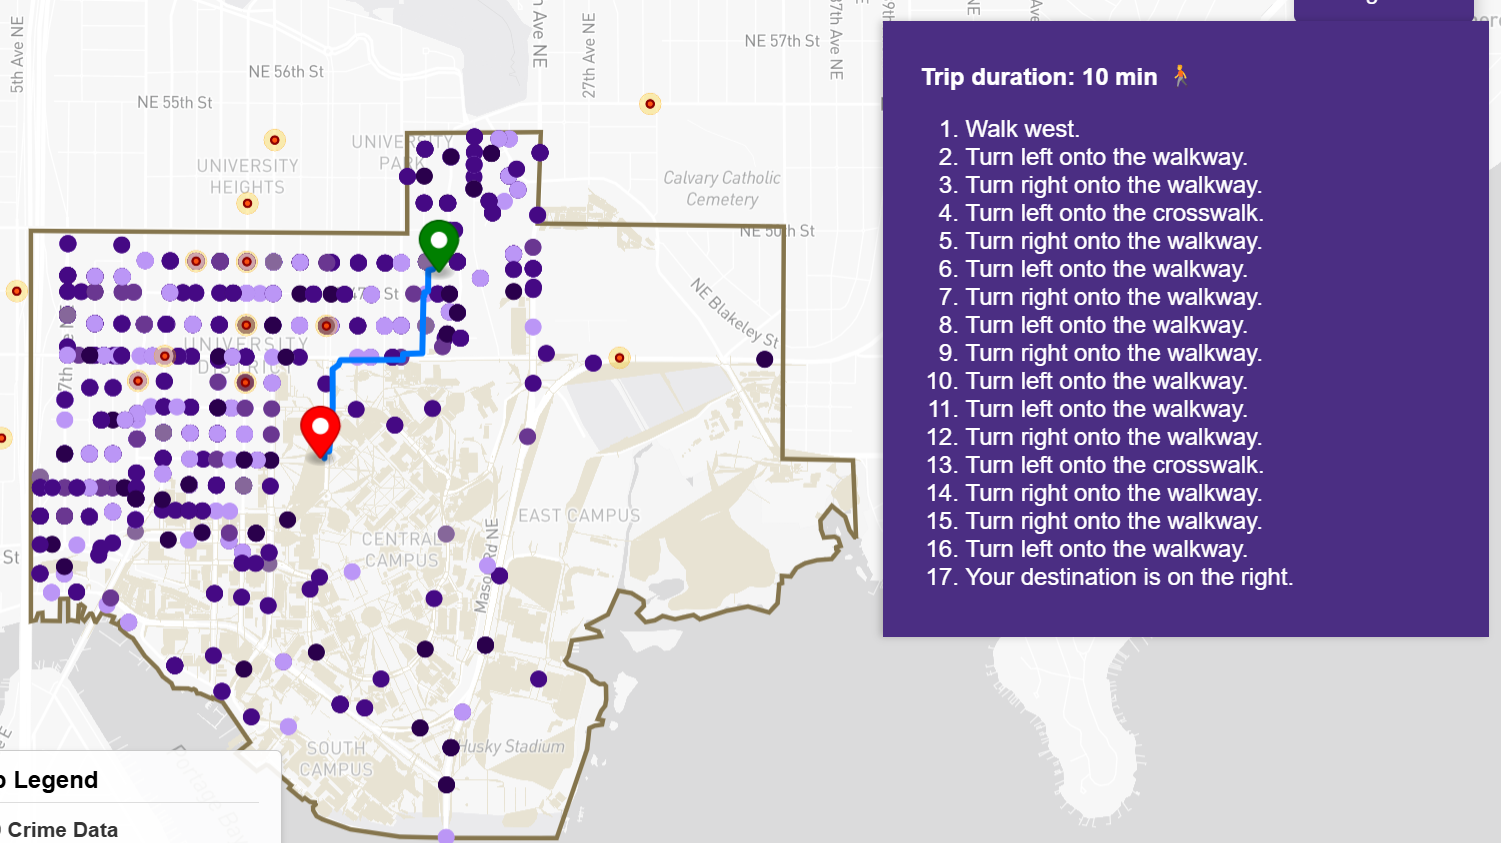 5th Ave NE
NE 56th St
NE 55th St
Ave NE
27th Ave NE
NE 57th St
37th Ave NE
NE
UNIVERSITY
PARK
UNIVERSITY
HEIGHTS
Calvary Catholic
Cemetery
NE 50th St
NE Blakeley St
St
UNIVERSITY
DISTRICT
7th
EAST CAMPUS
CENTRAL
CAMPUS
St
Mason Rd NE
SOUTH
CAMPUS
Husky Stadium
Legend
Crime Data
Trip duration: 10 min
1. Walk west.
2. Turn left onto the walkway.
3. Turn right onto the walkway.
4. Turn left onto the crosswalk.
5. Turn right onto the walkway.
6. Turn left onto the walkway.
7. Turn right onto the walkway.
8. Turn left onto the walkway.
9. Turn right onto the walkway.
10. Turn left onto the walkway.
11. Turn left onto the walkway.
12. Turn right onto the walkway.
13. Turn left onto the crosswalk.
14. Turn right onto the walkway.
15. Turn right onto the walkway.
16. Turn left onto the walkway.
17. Your destination is on the right.